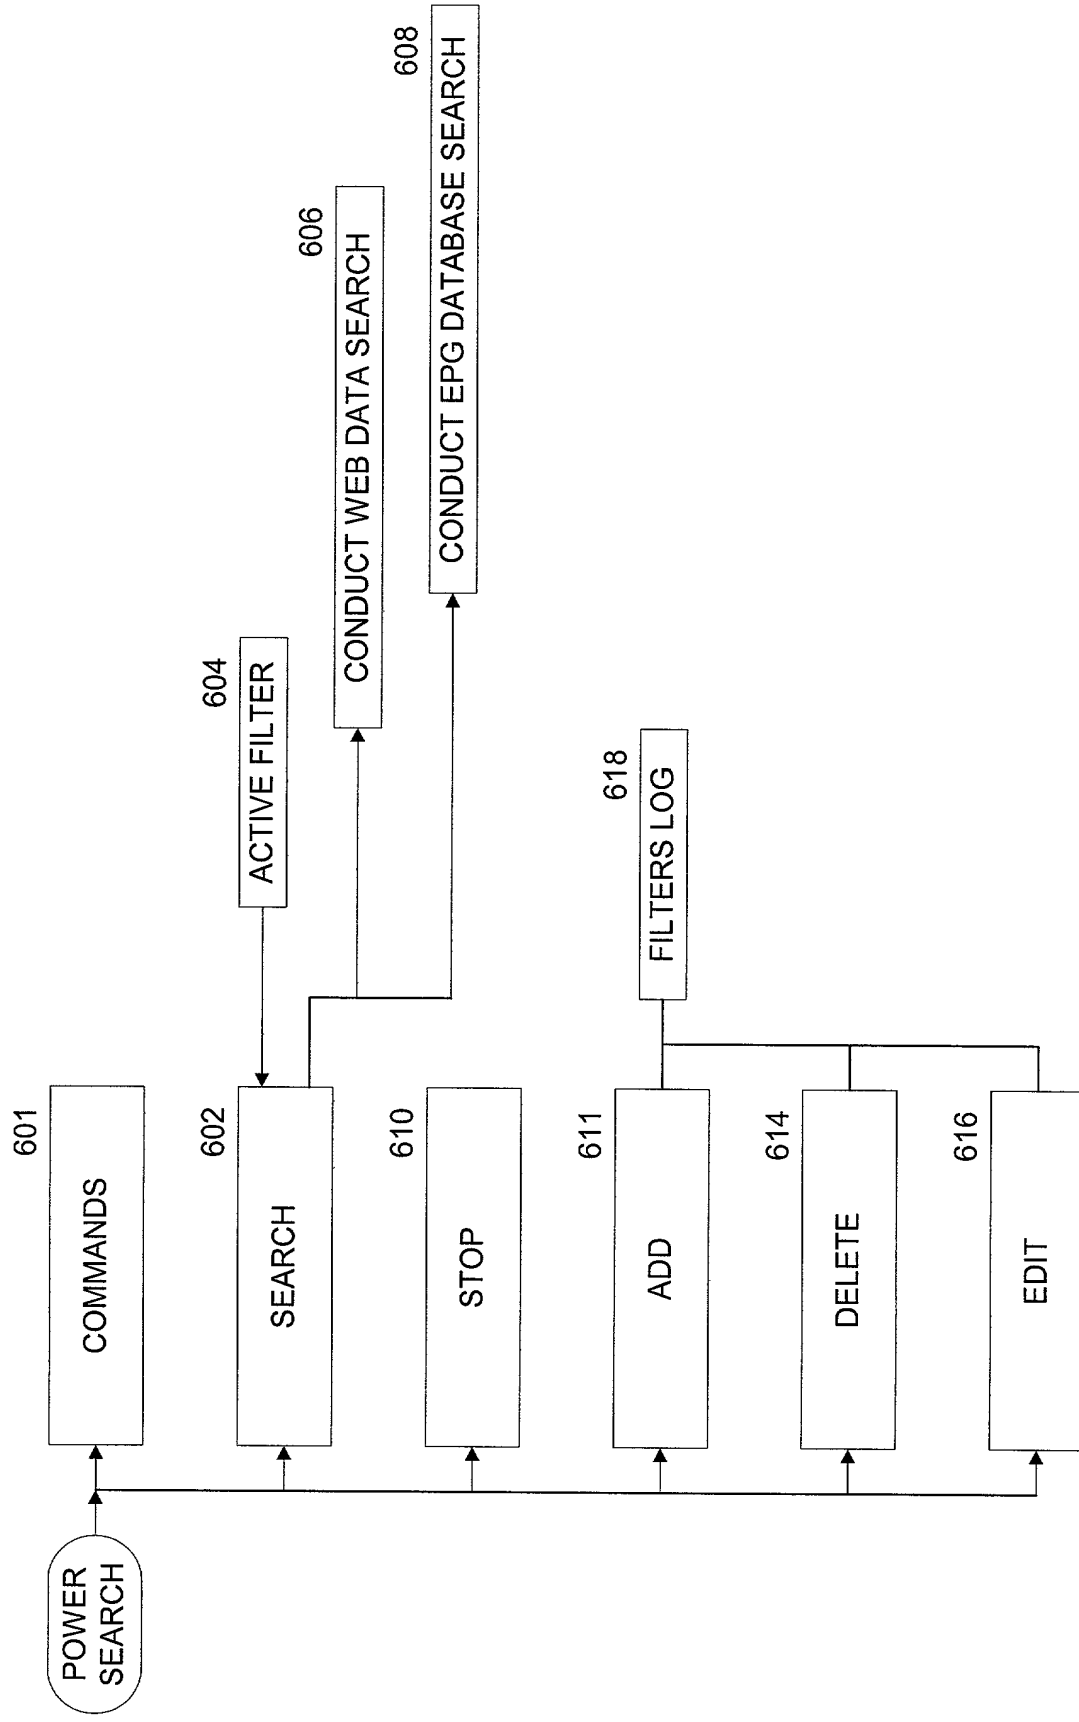 POWER
SEARCH
601
COMMANDS
602
SEARCH
604
ACTIVE FILTER
606
CONDUCT WEB DATA SEARCH
608
CONDUCT EPG DATABASE SEARCH
610
STOP
611
ADD
618
FILTERS LOG
614
DELETE
616
EDIT